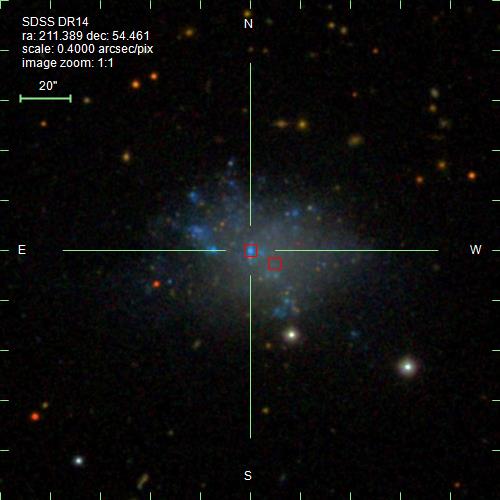 SDSS DR14
ra: 211.389 dec: 54.461
scale: 0.4000 arcsec/pix
image zoom: 1:1
20"
N
E
W
S